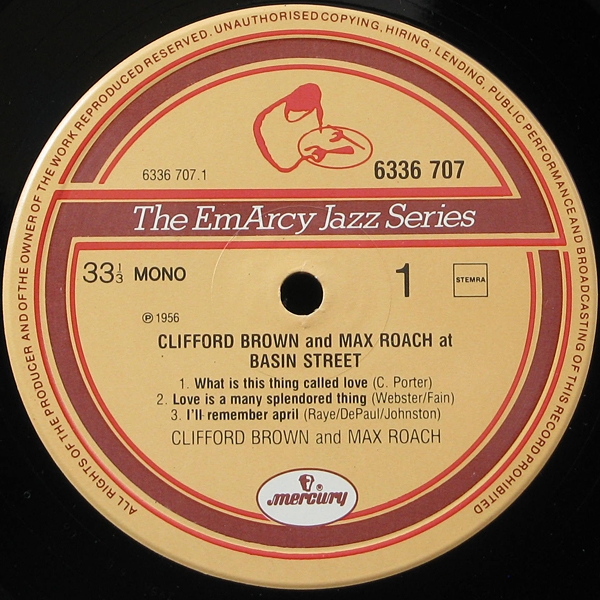 ALL RIGHTS OF THE PRODUCER AND OF THE OWNER OF THE WORK REPRODUCED RESERVED. UNAUTHORISED COPYING, HIRING, LENDING, PUBLIC PERFORMANCE AND BROADCASTING OF THIS RECORD PROHIBITED
6336 707.1 6336 707
The EmArcy Jazz Series
33 1/3 MONO 1 STEMRA
℗ 1956
CLIFFORD BROWN and MAX ROACH at
BASIN STREET
1. What is this thing called love (C. Porter)
2. Love is a many splendored thing (Webster/Fain)
3. I'll remember april (Raye/DePaul/Johnston)
CLIFFORD BROWN and MAX ROACH
mercury ®